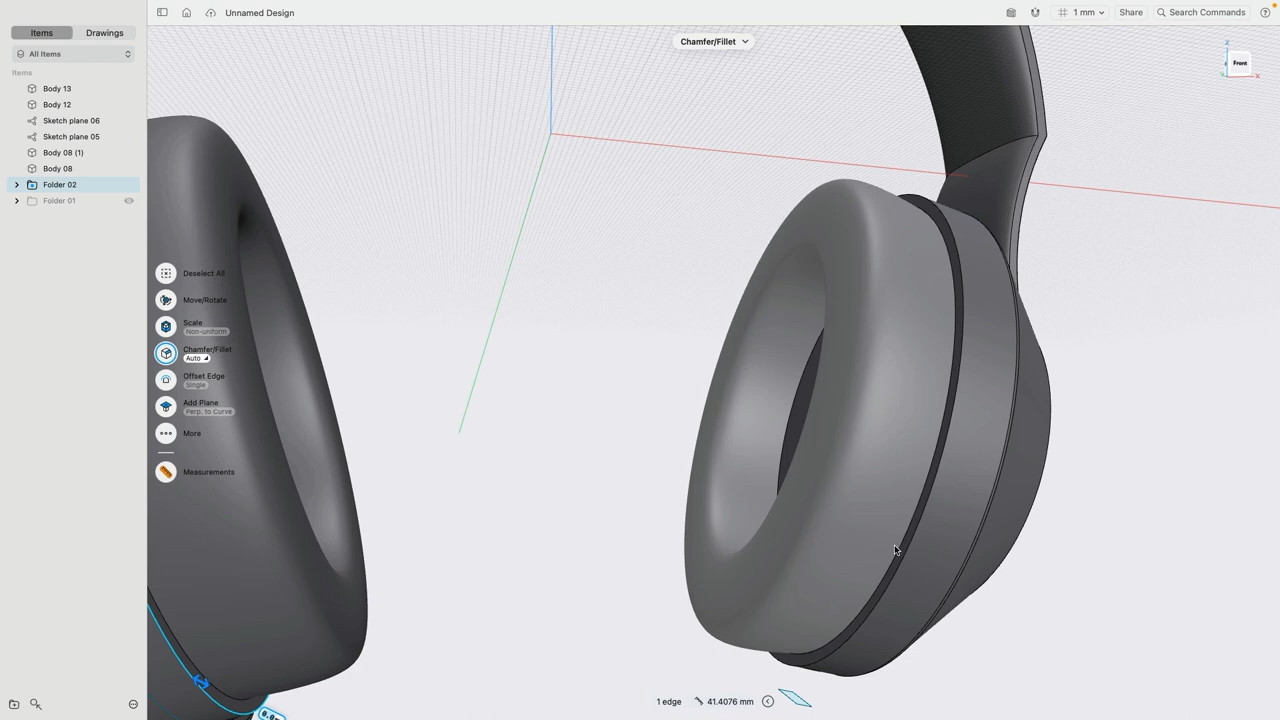 Unnamed Design
1 mm
Share
Search Commands
Items
Drawings
All Items
Items
Body 13
Body 12
Sketch plane 06
Sketch plane 05
Body 08 (1)
Body 08
Folder 02
Folder 01
Chamfer/Fillet
Z
Front
X
Deselect All
Move/Rotate
Scale
Non-uniform
Chamfer/Fillet
Auto
Offset Edge
Single
Add Plane
Perp. to Curve
More
Measurements
1 edge
41.4076 mm